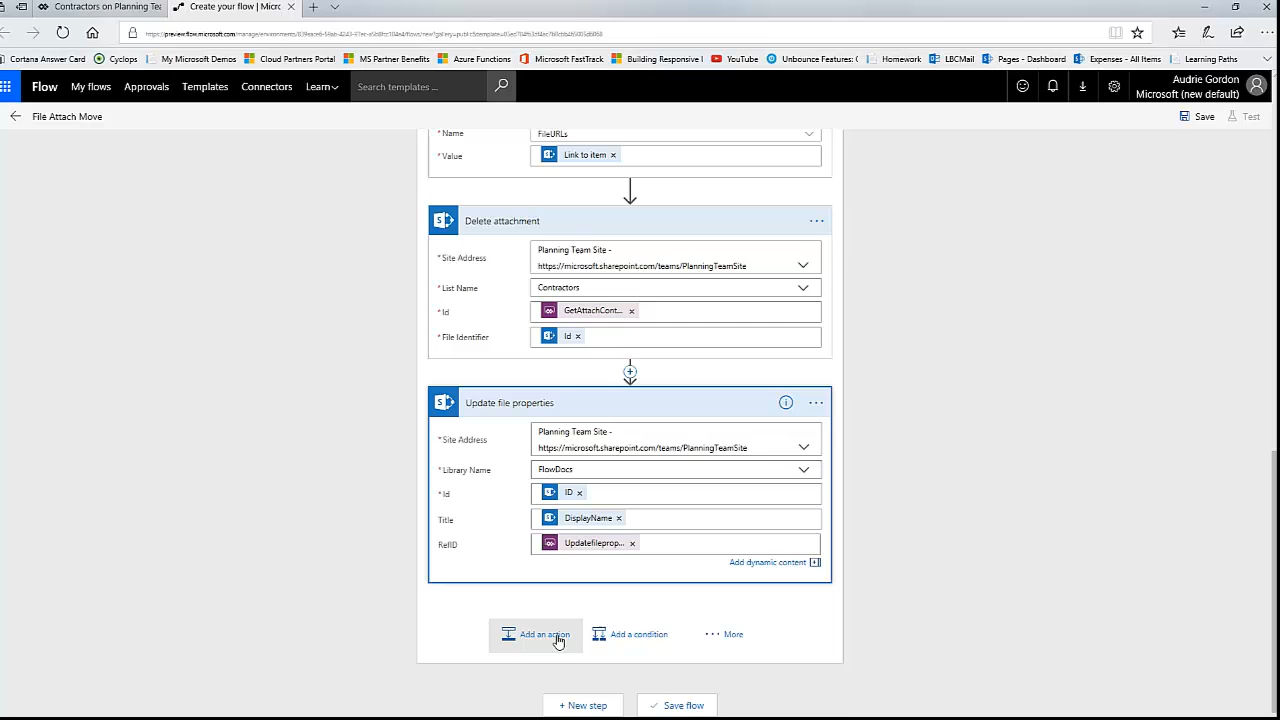 Contractors on Planning Tea
Create your flow | Micro
Cortana Answer Card
Cyclops
My Microsoft Demos
Cloud Partners Portal
MS Partner Benefits
Azure Functions
Microsoft FastTrack
Building Responsive I
YouTube
Unbounce Features: C
Homework
LBCMail
Pages - Dashboard
Expenses - All Items
Learning Paths
Flow
My flows
Approvals
Templates
Connectors
Learn
Search templates ...
Audrie Gordon
Microsoft (new default)
File Attach Move
Save
Test
* Name
FileURLs
* Value
Link to item ×
Delete attachment
* Site Address
Planning Team Site -
https://microsoft.sharepoint.com/teams/PlanningTeamSite
* List Name
Contractors
* Id
GetAttachCont... ×
* File Identifier
Id ×
Update file properties
* Site Address
Planning Team Site -
https://microsoft.sharepoint.com/teams/PlanningTeamSite
* Library Name
FlowDocs
* Id
ID ×
Title
DisplayName ×
RefID
Updatefileprop... ×
Add dynamic content
Add an action
Add a condition
··· More
+ New step
Save flow